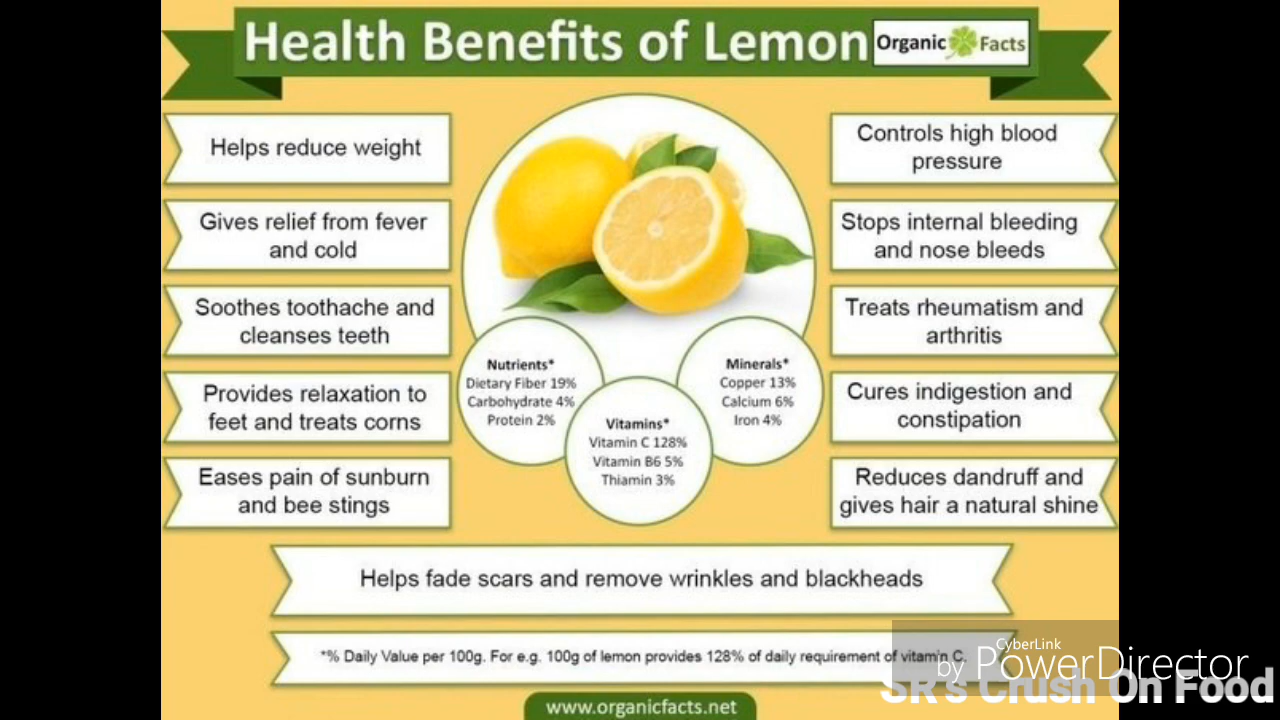 Health Benefits of Lemon
Organic Facts
Helps reduce weight
Gives relief from fever
and cold
Soothes toothache and
cleanses teeth
Provides relaxation to
feet and treats corns
Eases pain of sunburn
and bee stings
Nutrients*
Dietary Fiber 19%
Carbohydrate 4%
Protein 2%
Vitamins*
Vitamin C 128%
Vitamin B6 5%
Thiamin 3%
Minerals*
Copper 13%
Calcium 6%
Iron 4%
Controls high blood
pressure
Stops internal bleeding
and nose bleeds
Treats rheumatism and
arthritis
Cures indigestion and
constipation
Reduces dandruff and
gives hair a natural shine
Helps fade scars and remove wrinkles and blackheads
*% Daily Value per 100g. For e.g. 100g of lemon provides 128% of daily requirement of vitamin C.
www.organicfacts.net
CyberLink
by PowerDirector
SR's Crush On Food